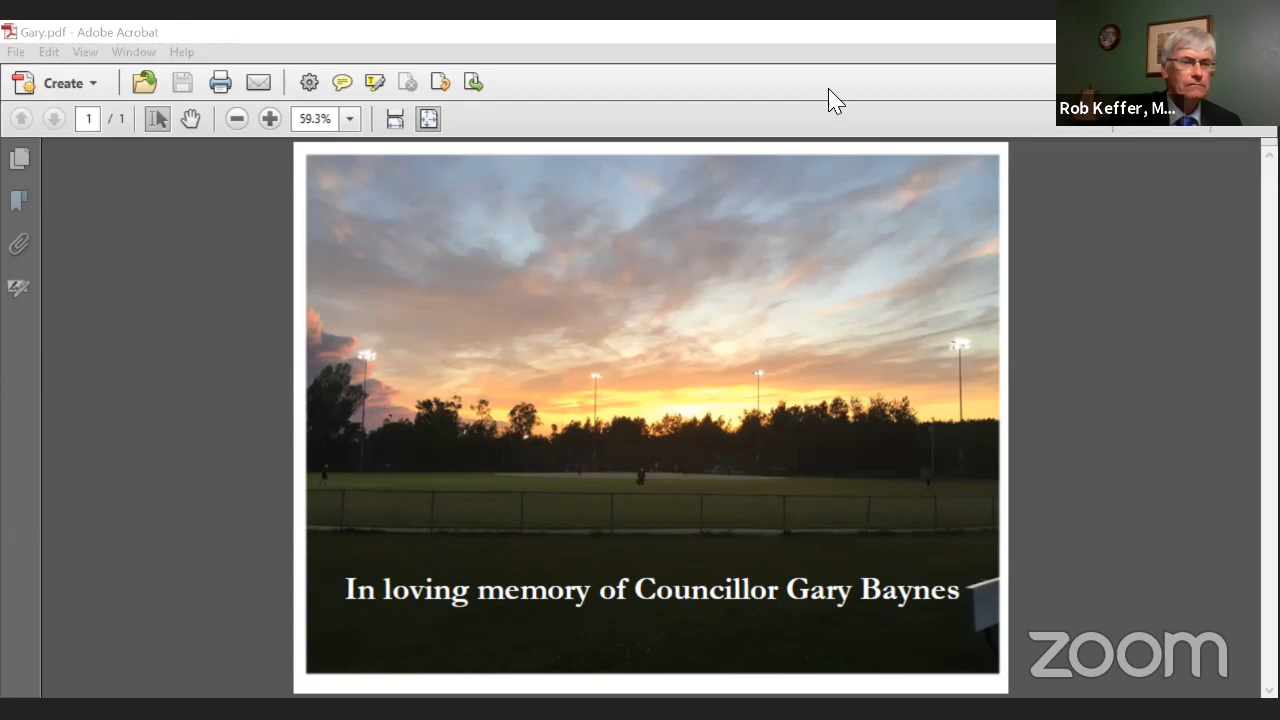 Gary.pdf - Adobe Acrobat
File Edit View Window Help
Create
1 / 1 59.3%
Rob Keffer, M...
In loving memory of Councillor Gary Baynes
zoom